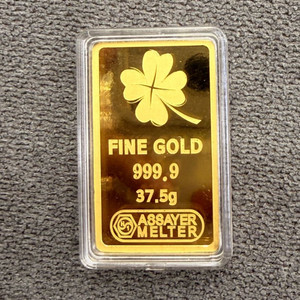 FINE GOLD
999.9
37.5g
ASSAYER
MELTER